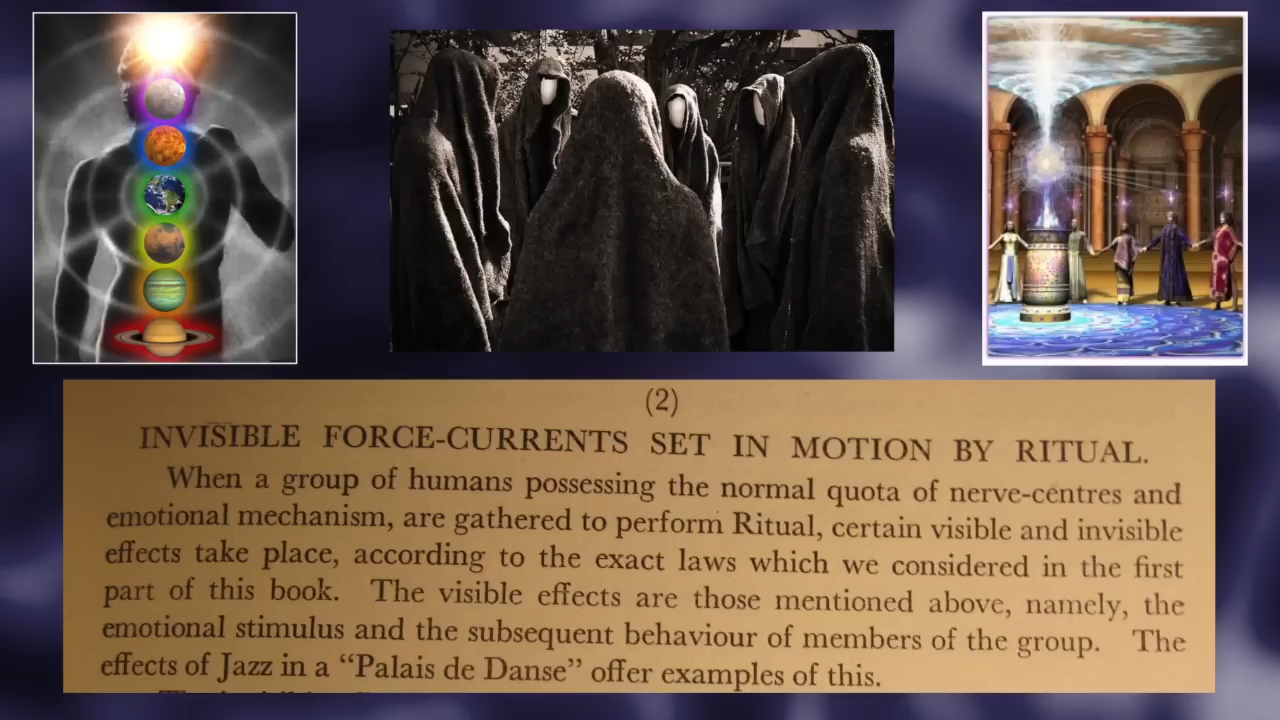 (2)
INVISIBLE FORCE-CURRENTS SET IN MOTION BY RITUAL.
When a group of humans possessing the normal quota of nerve-centres and
emotional mechanism, are gathered to perform Ritual, certain visible and invisible
effects take place, according to the exact laws which we considered in the first
part of this book. The visible effects are those mentioned above, namely, the
emotional stimulus and the subsequent behaviour of members of the group. The
effects of Jazz in a “Palais de Danse” offer examples of this.